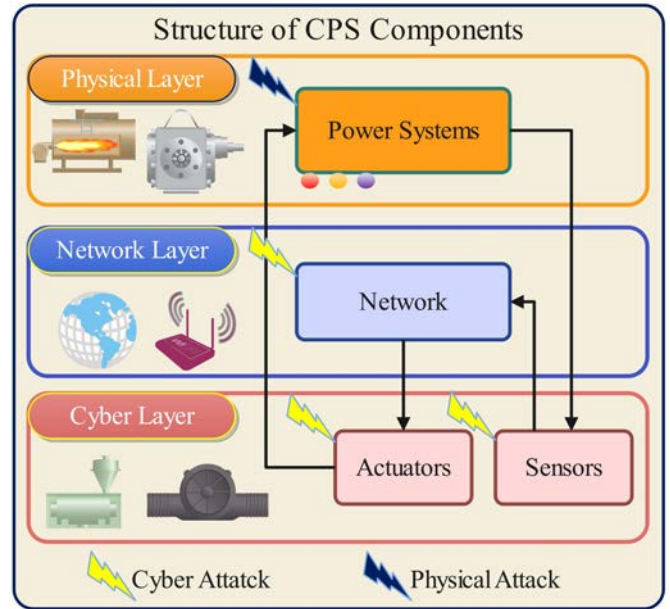 Structure of CPS Components
Physical Layer
Power Systems
Network Layer
Network
Cyber Layer
Actuators
Sensors
Cyber Attatck
Physical Attack